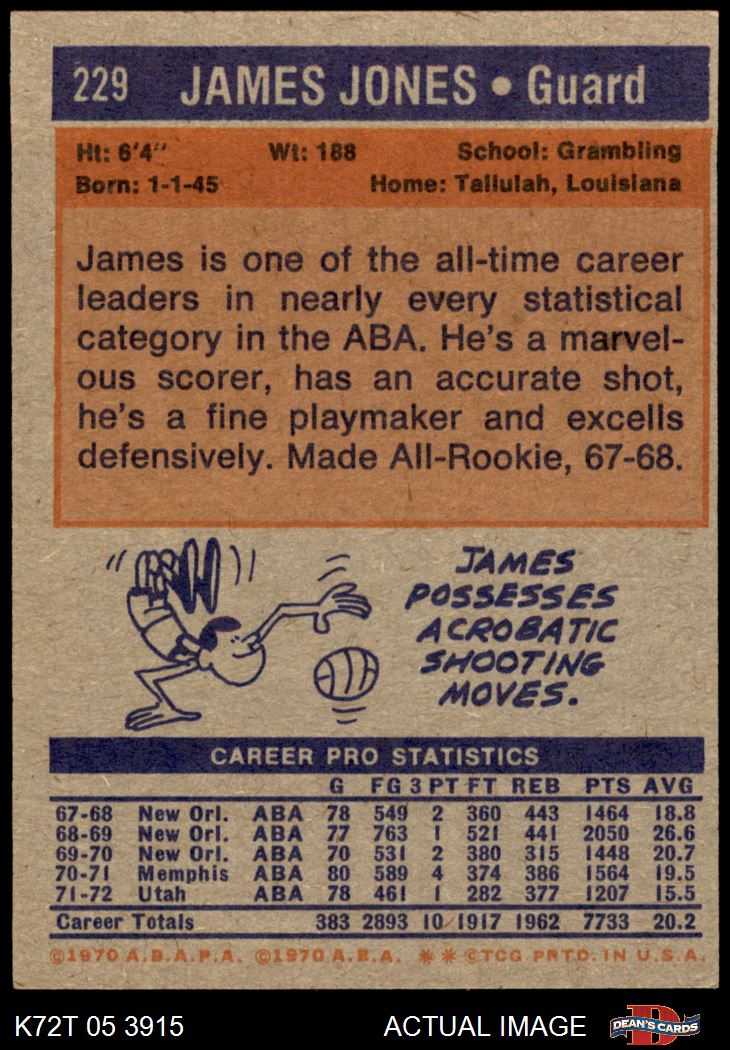 229 JAMES JONES • Guard
Ht: 6'4" Wt: 188 School: Grambling
Born: 1-1-45 Home: Tallulah, Louisiana
James is one of the all-time career
leaders in nearly every statistical
category in the ABA. He's a marvel-
ous scorer, has an accurate shot,
he's a fine playmaker and excells
defensively. Made All-Rookie, 67-68.
JAMES
POSSESSES
ACROBATIC
SHOOTING
MOVES.
CAREER PRO STATISTICS
G FG 3 PT FT REB PTS AVG
67-68 New Orl. ABA 78 549 2 360 443 1464 18.8
68-69 New Orl. ABA 77 763 1 521 441 2050 26.6
69-70 New Orl. ABA 70 531 2 380 315 1448 20.7
70-71 Memphis ABA 80 589 4 374 386 1564 19.5
71-72 Utah ABA 78 461 1 282 377 1207 15.5
Career Totals 383 2893 10 1917 1962 7733 20.2
©1970 A.B.A.P.A. ©1970 A.B.A. ** ©TCG PRTD. IN U.S.A.
K72T 05 3915 ACTUAL IMAGE D DEAN'S CARDS